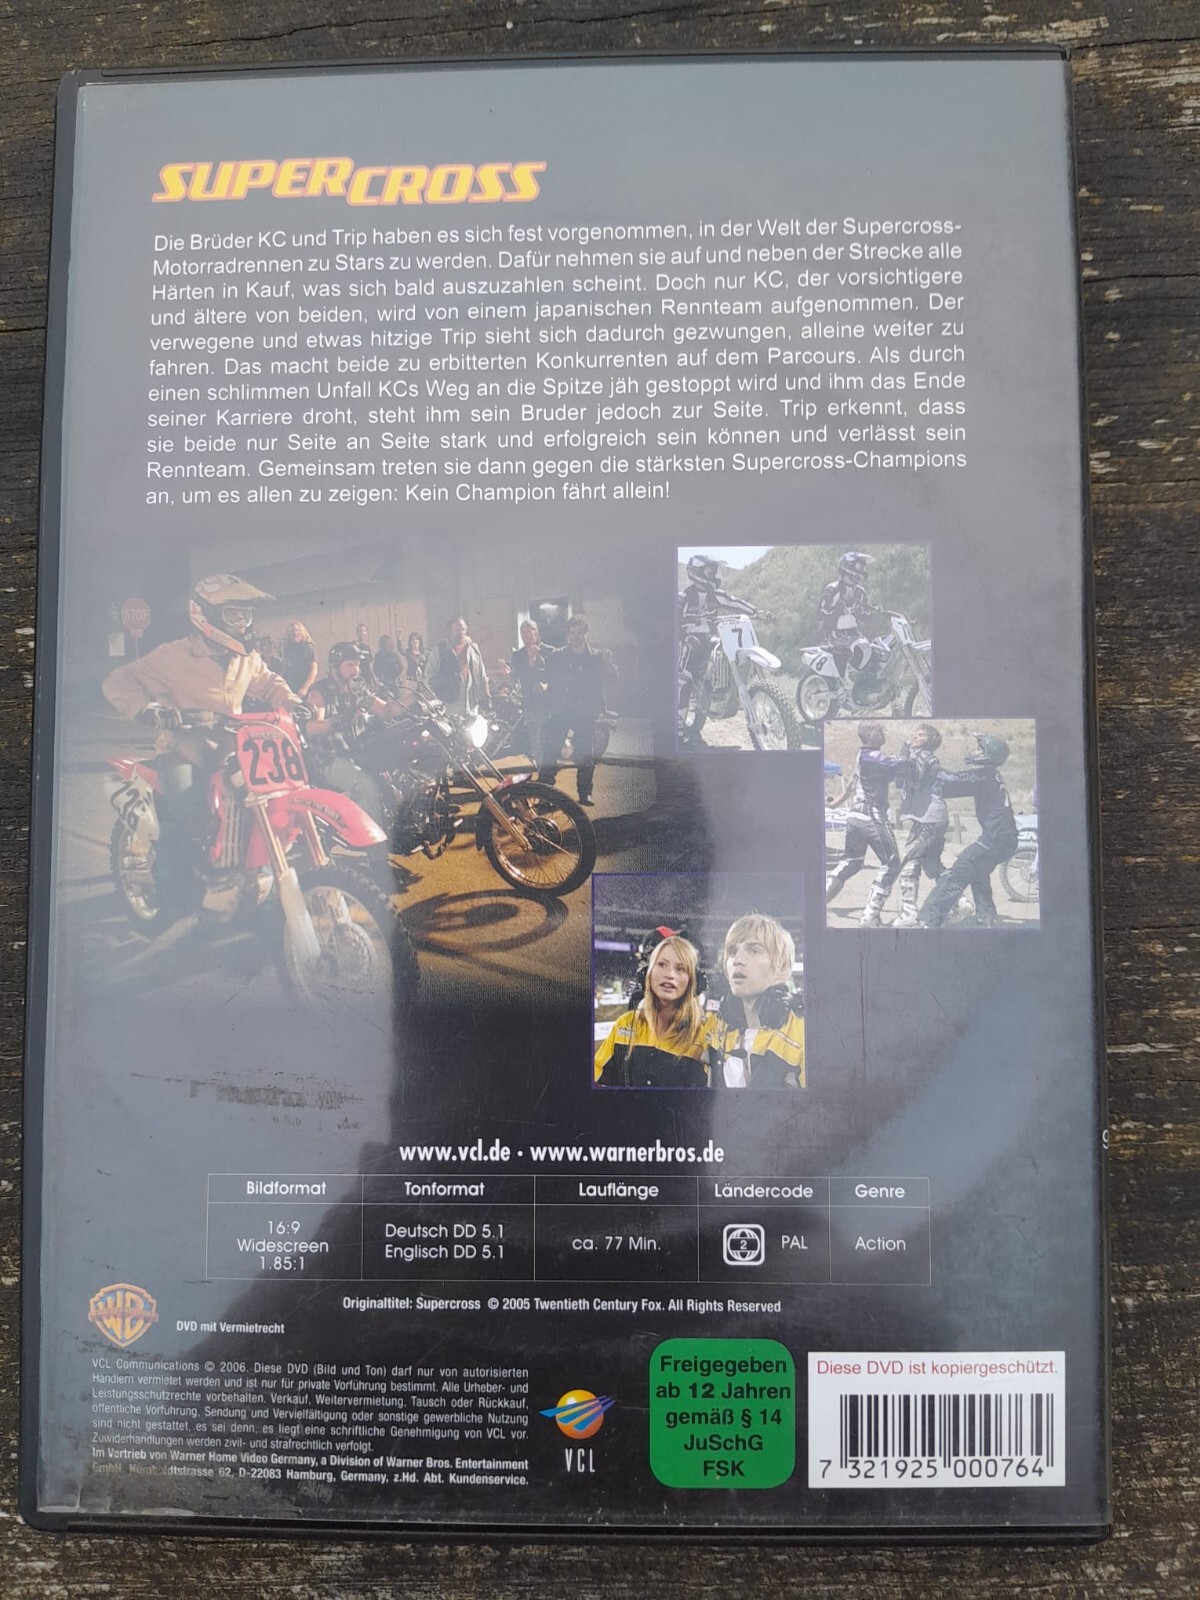 SUPERCROSS
Die Brüder KC und Trip haben es sich fest vorgenommen, in der Welt der Supercross-
Motorradrennen zu Stars zu werden. Dafür nehmen sie auf und neben der Strecke alle
Härten in Kauf, was sich bald auszuzahlen scheint. Doch nur KC, der vorsichtigere
und ältere von beiden, wird von einem japanischen Rennteam aufgenommen. Der
verwegene und etwas hitzige Trip sieht sich dadurch gezwungen, alleine weiter zu
fahren. Das macht beide zu erbitterten Konkurrenten auf dem Parcours. Als durch
einen schlimmen Unfall KCs Weg an die Spitze jäh gestoppt wird und ihm das Ende
seiner Karriere droht, steht ihm sein Bruder jedoch zur Seite. Trip erkennt, dass
sie beide nur Seite an Seite stark und erfolgreich sein können und verlässt sein
Rennteam. Gemeinsam treten sie dann gegen die stärksten Supercross-Champions
an, um es allen zu zeigen: Kein Champion fährt allein!
STOP
7
78
238
www.vcl.de · www.warnerbros.de
Bildformat Tonformat Lauflänge Ländercode Genre
16:9
Widescreen
1.85:1
Deutsch DD 5.1
Englisch DD 5.1
ca. 77 Min.
2 PAL
Action
Originaltitel: Supercross © 2005 Twentieth Century Fox. All Rights Reserved
WB
DVD mit Vermietrecht
VCL Communications © 2006. Diese DVD (Bild und Ton) darf nur von autorisierten
Händlern vermietet werden und ist nur für private Vorführung bestimmt. Alle Urheber- und
Leistungsschutzrechte vorbehalten. Verkauf, Weitervermietung, Tausch oder Rückkauf,
öffentliche Vorführung, Sendung und Vervielfältigung oder sonstige gewerbliche Nutzung
sind nicht gestattet, es sei denn, es liegt eine schriftliche Genehmigung von VCL vor.
Zuwiderhandlungen werden zivil- und strafrechtlich verfolgt.
Im Vertrieb von Warner Home Video Germany, a Division of Warner Bros. Entertainment
62, D-22083 Hamburg, Germany, z.Hd. Abt. Kundenservice.
VCL
Freigegeben
ab 12 Jahren
gemäß § 14
JuSchG
FSK
Diese DVD ist kopiergeschützt.
7 321925 000764